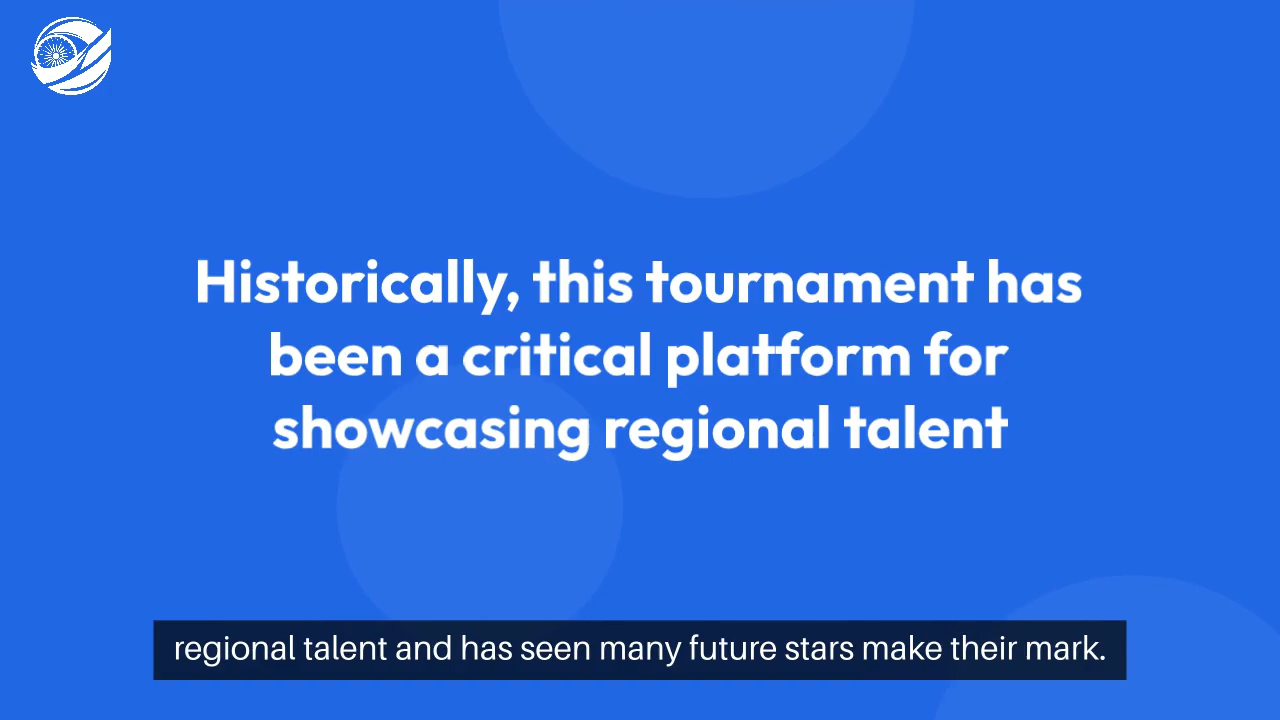 Historically, this tournament has
been a critical platform for
showcasing regional talent
regional talent and has seen many future stars make their mark.